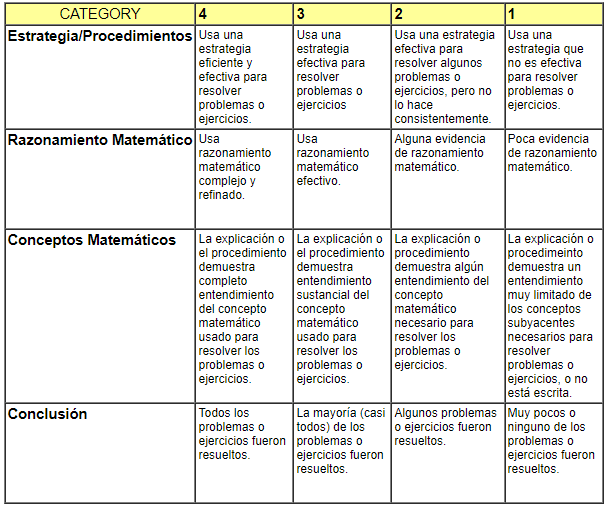 CATEGORY 4 3 2 1
Estrategia/Procedimientos
Usa una
estrategia
eficiente y
efectiva para
resolver
problemas o
ejercicios.
Usa una
estrategia
efectiva para
resolver
problemas o
ejercicios
Usa una estrategia
efectiva para
resolver algunos
problemas o
ejercicios, pero no
lo hace
consistentemente.
Usa una
estrategia que
no es efectiva
para resolver
problemas o
ejercicios.
Razonamiento Matemático
Usa
razonamiento
matemático
complejo y
refinado.
Usa
razonamiento
matemático
efectivo.
Alguna evidencia
de razonamiento
matemático.
Poca evidencia
de razonamiento
matemático.
Conceptos Matemáticos
La explicación o
el procedimiento
demuestra
completo
entendimiento
del concepto
matemático
usado para
resolver los
problemas o
ejercicios.
La explicación o
el procedimiento
demuestra
entendimiento
sustancial del
concepto
matemático
usado para
resolver los
problemas o
ejercicios.
La explicación o
procedimiento
demuestra algún
entendimiento del
concepto
matemático
necesario para
resolver los
problemas o
ejercicios.
La explicación o
procedimeinto
demuestra un
entendimiento
muy limitado de
los conceptos
subyacentes
necesarios para
resolver
problemas o
ejercicios, o no
está escrita.
Conclusión
Todos los
problemas o
ejercicios fueron
resueltos.
La mayoría (casi
todos) de los
problemas o
ejercicios fueron
resueltos.
Algunos problemas
o ejercicios fueron
resueltos.
Muy pocos o
ninguno de los
problemas o
ejercicios fueron
resueltos.